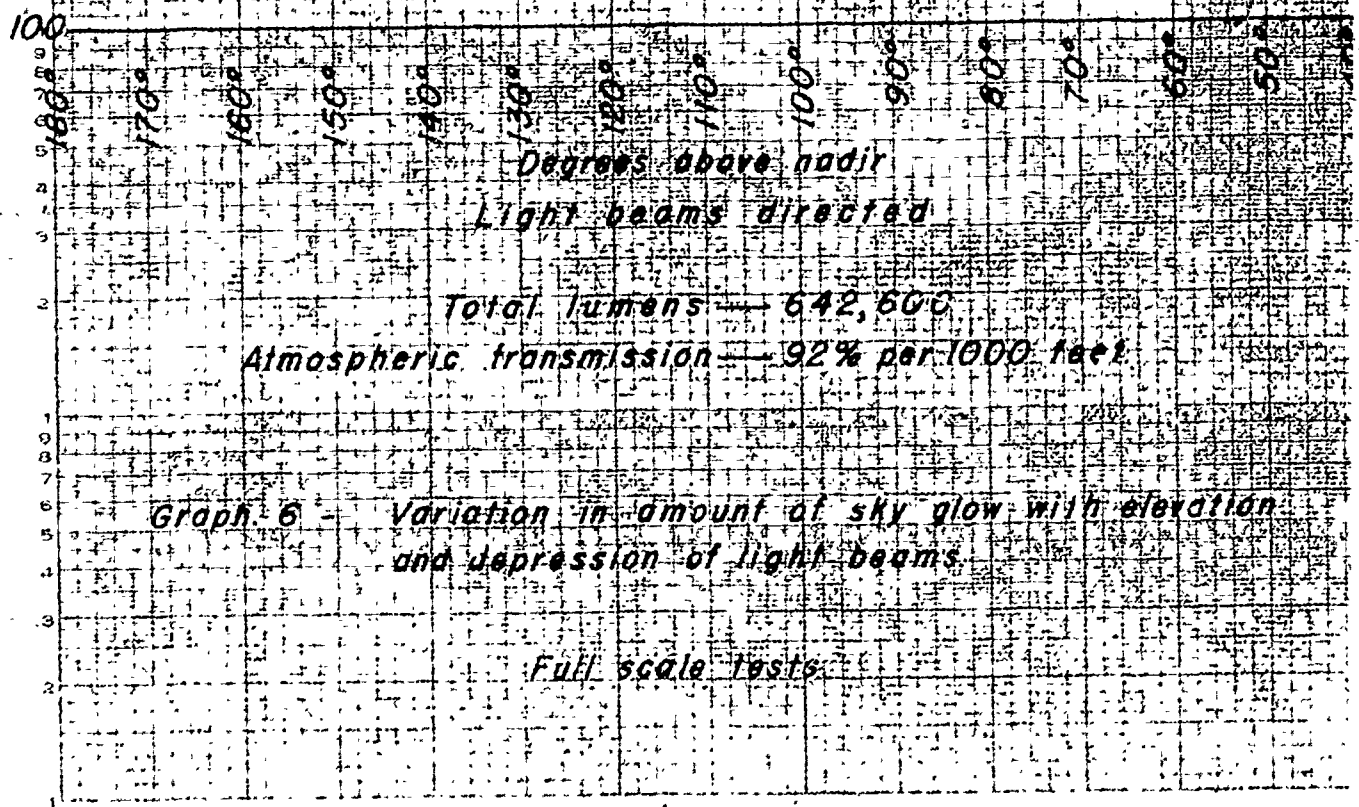 100
180° 170° 160° 150° 140° 130° 120° 110° 100° 90° 80° 70° 60° 50°
Degrees above nadir
Light beams directed
Total lumens — 642,600
Atmospheric transmission — 92% per 1000 feet
Graph. 6 - Variation in amount of sky glow with elevation
and depression of light beams
Full scale tests